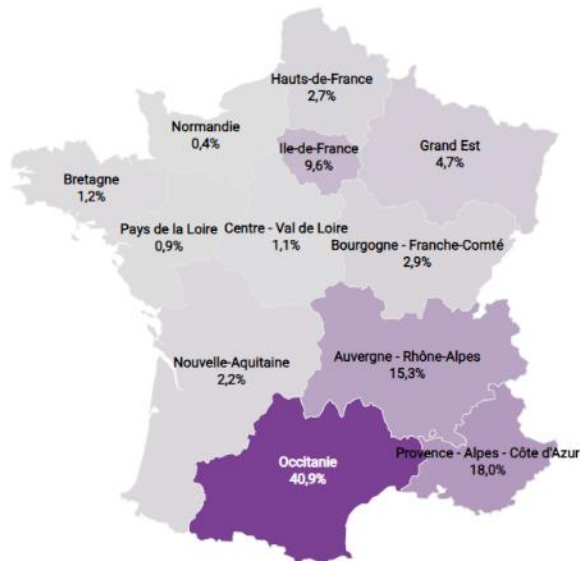 Hauts-de-France
2,7%
Normandie
0,4%
Ile-de-France
9,6%
Grand Est
4,7%
Bretagne
1,2%
Pays de la Loire
0,9%
Centre - Val de Loire
1,1%
Bourgogne - Franche-Comté
2,9%
Nouvelle-Aquitaine
2,2%
Auvergne - Rhône-Alpes
15,3%
Occitanie
40,9%
Provence - Alpes - Côte d'Azur
18,0%